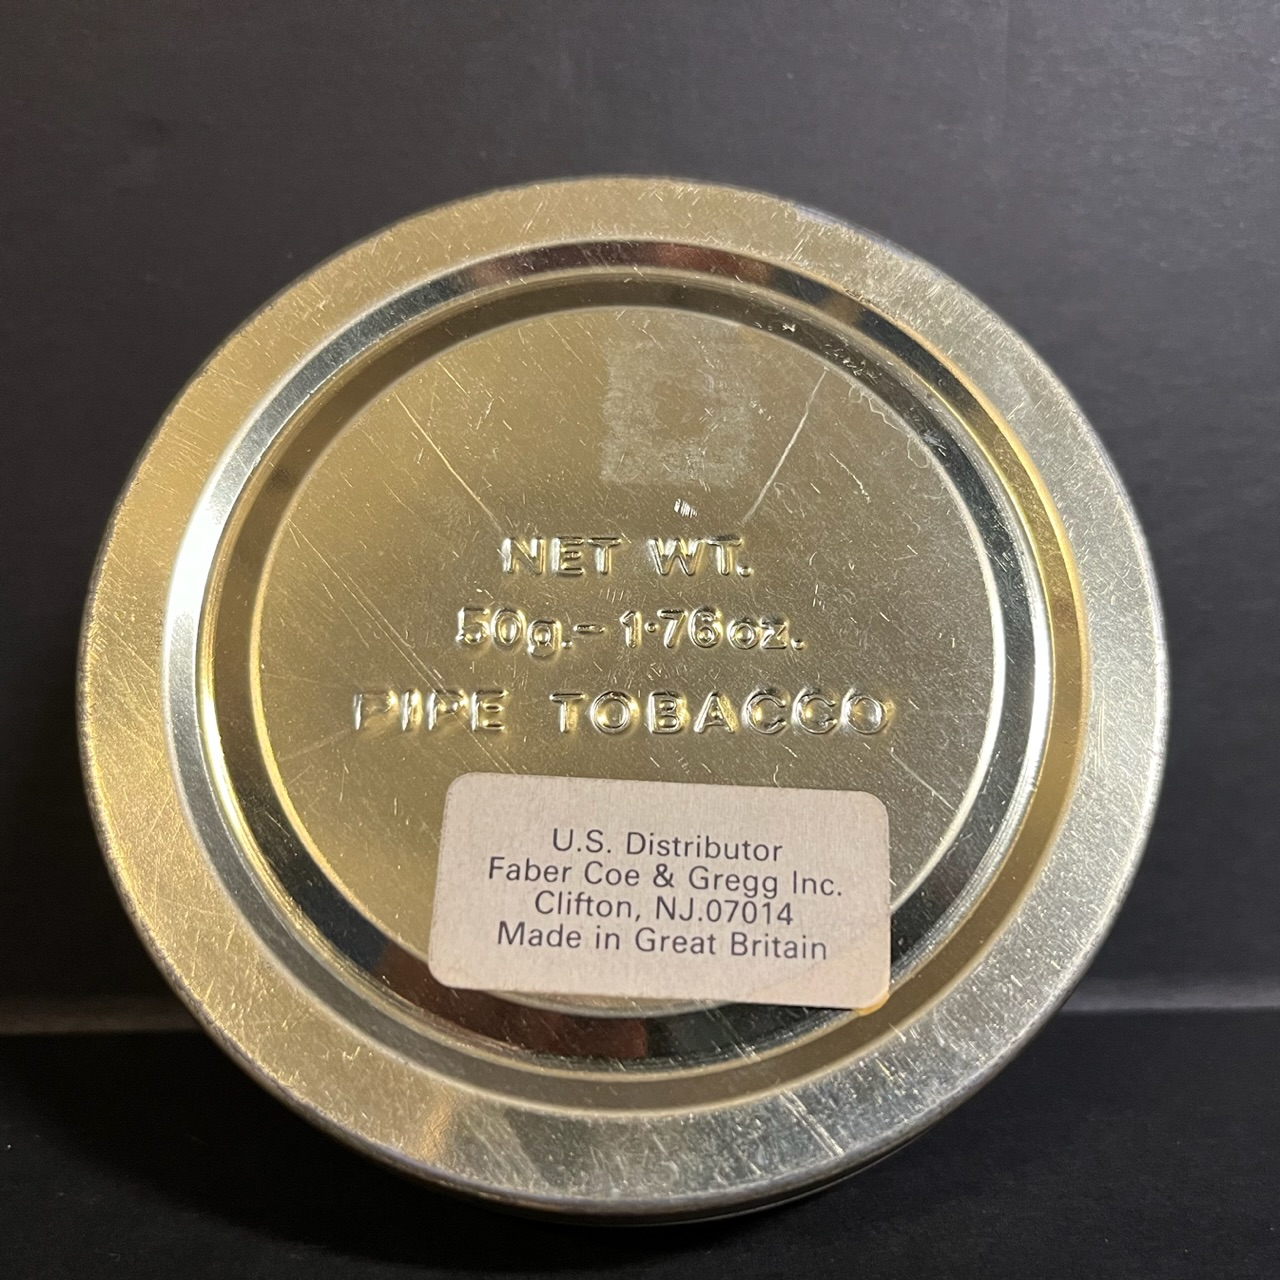 NET WT.
50g.- 1·76oz.
PIPE TOBACCO
U.S. Distributor
Faber Coe & Gregg Inc.
Clifton, NJ.07014
Made in Great Britain